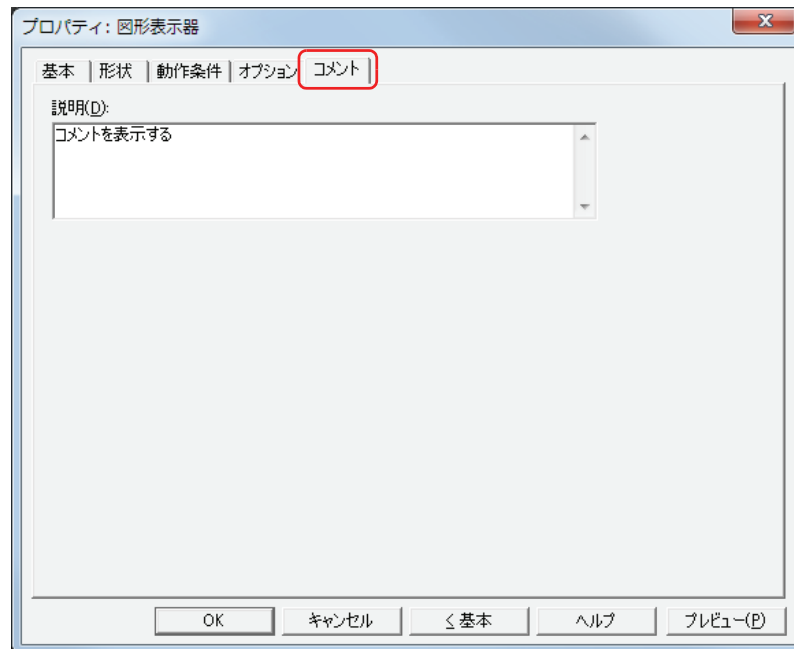 プロパティ: 図形表示器
基本 形状 動作条件 オプション コメント
説明(D):
コメントを表示する
OK キャンセル < 基本 ヘルプ プレビュー(P)